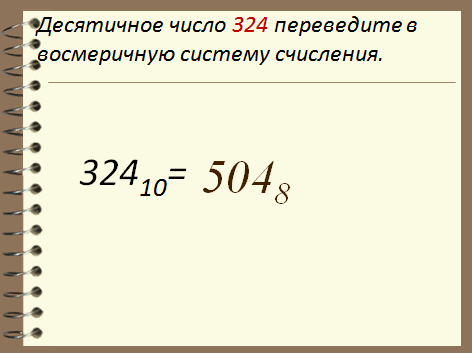 Десятичное число 324 переведите в
восмеричную систему счисления.
324₁₀= 504₈